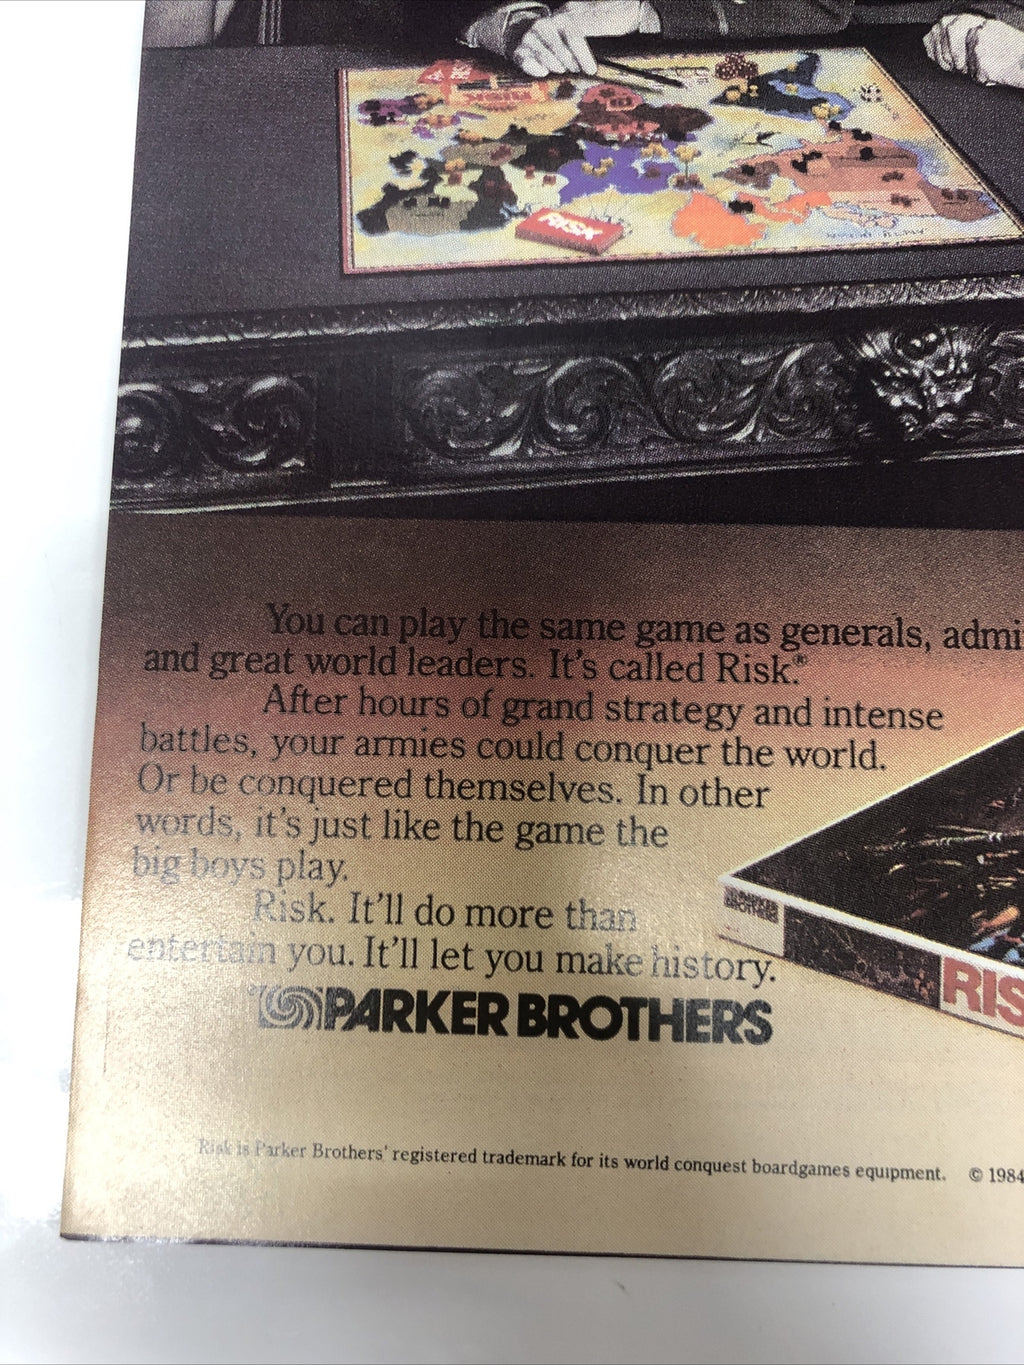 RISK
You can play the same game as generals, admi
and great world leaders. It's called Risk.®
After hours of grand strategy and intense
battles, your armies could conquer the world.
Or be conquered themselves. In other
words, it's just like the game the
big boys play.
Risk. It'll do more than
entertain you. It'll let you make history.
PARKER BROTHERS
PARKER
BROTHERS
RIS
Risk is Parker Brothers' registered trademark for its world conquest boardgames equipment. © 1984